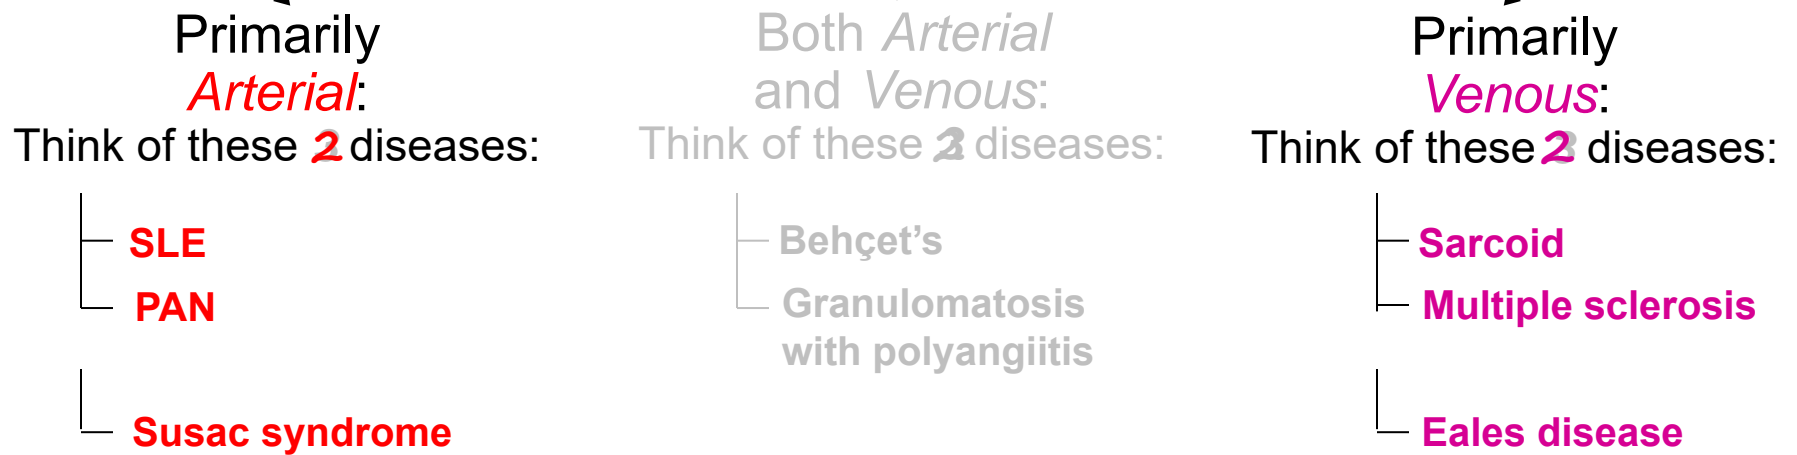 Primarily
Arterial:
Think of these 2 diseases:
SLE
PAN
Susac syndrome
Both Arterial
and Venous:
Think of these 2 diseases:
Behçet’s
Granulomatosis
with polyangiitis
Primarily
Venous:
Think of these 2 diseases:
Sarcoid
Multiple sclerosis
Eales disease